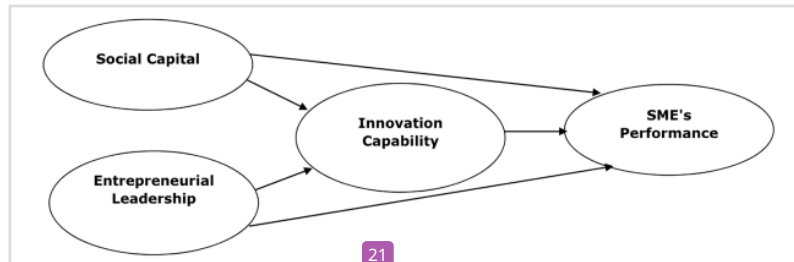 Social Capital
Innovation
Capability
SME's
Performance
Entrepreneurial
Leadership
21